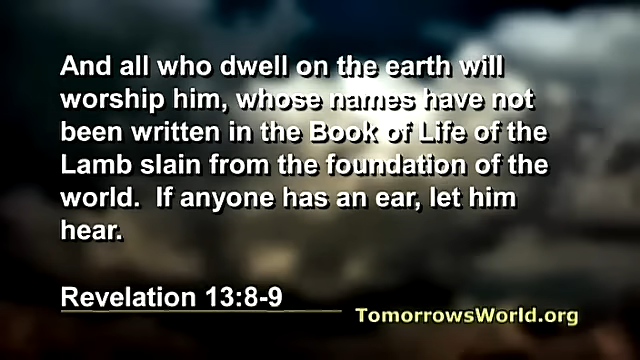 And all who dwell on the earth will
worship him, whose names have not
been written in the Book of Life of the
Lamb slain from the foundation of the
world.  If anyone has an ear, let him
hear.
Revelation 13:8-9
TomorrowsWorld.org